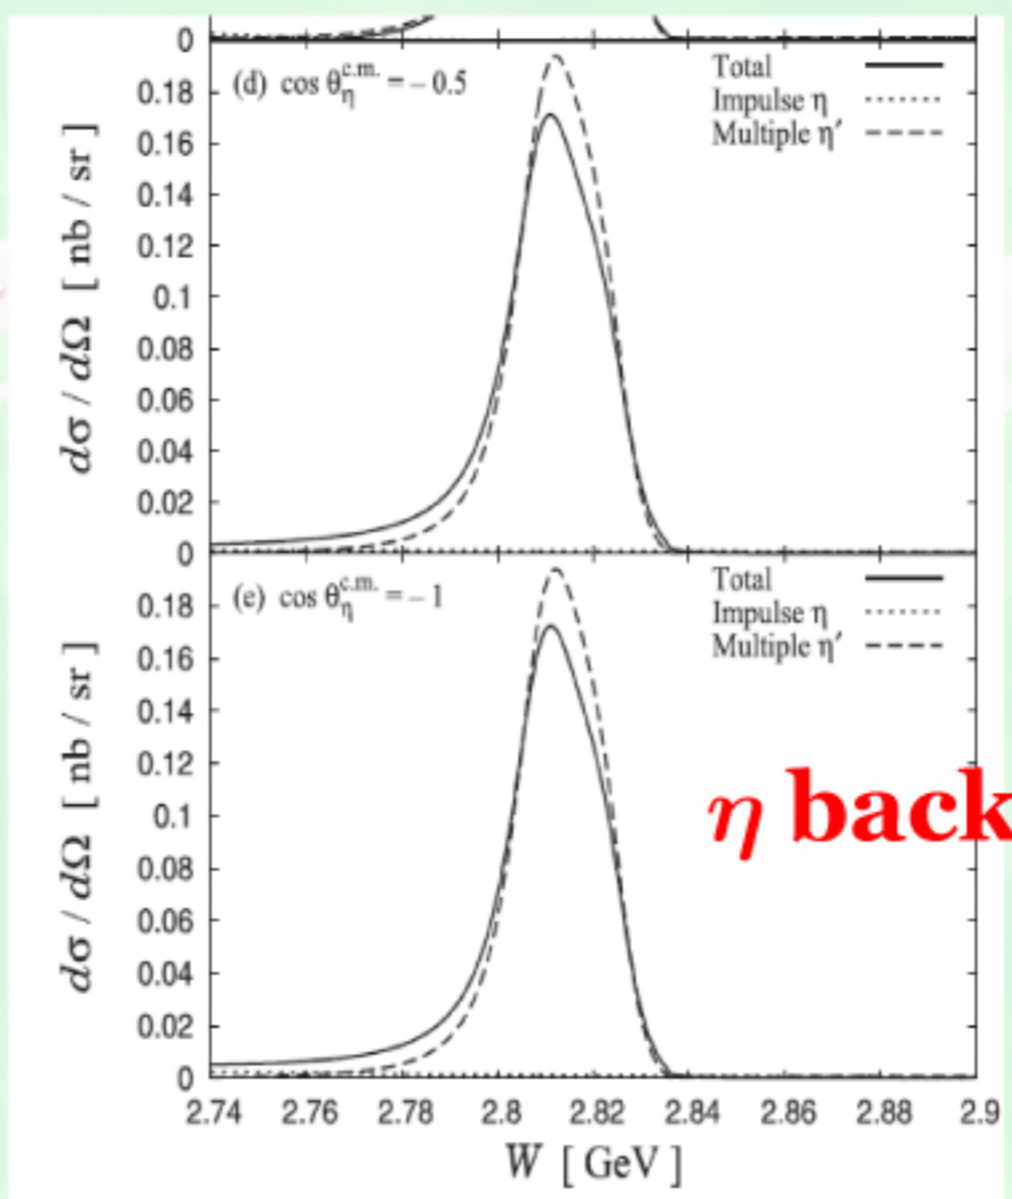 0
(d) cos θ_η^{c.m.} = – 0.5
Total
Impulse η
Multiple η′
0.18
0.16
0.14
0.12
0.1
0.08
0.06
0.04
0.02
0
dσ / dΩ [ nb / sr ]
(e) cos θ_η^{c.m.} = – 1
Total
Impulse η
Multiple η′
0.18
0.16
0.14
0.12
0.1
0.08
0.06
0.04
0.02
0
dσ / dΩ [ nb / sr ]
η back
2.74 2.76 2.78 2.8 2.82 2.84 2.86 2.88 2.9
W [ GeV ]